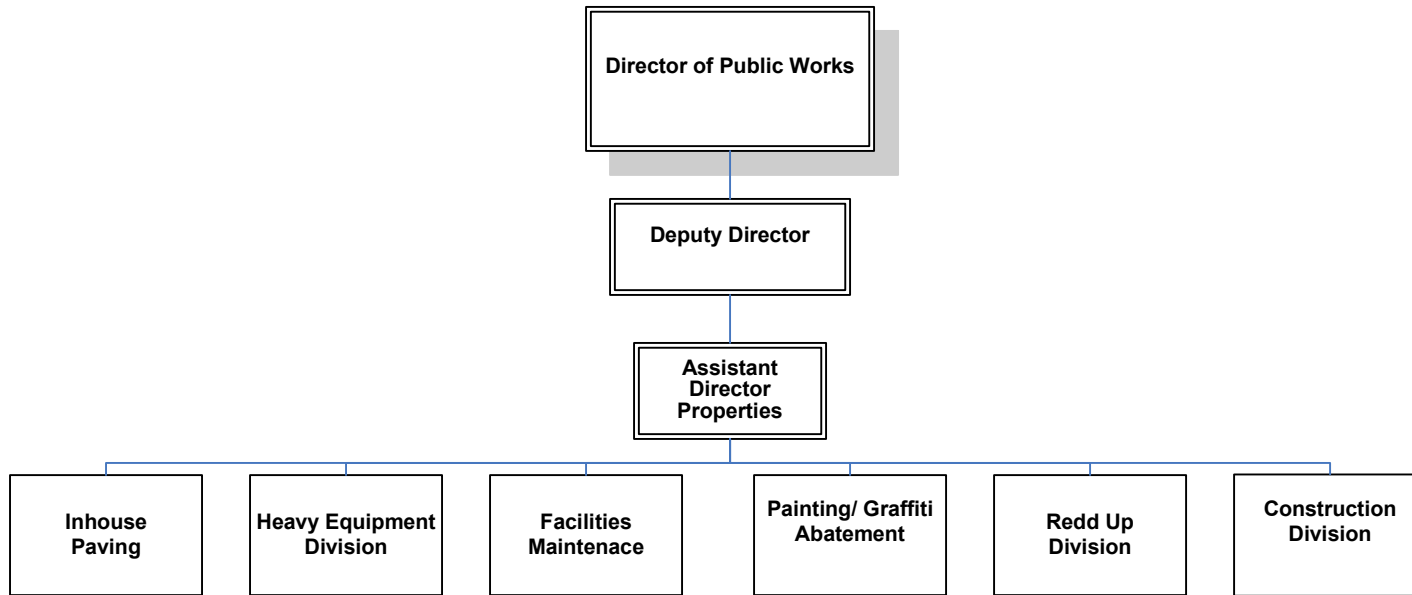 Director of Public Works
Deputy Director
Assistant
Director
Properties
Inhouse
Paving
Heavy Equipment
Division
Facilities
Maintenace
Painting/ Graffiti
Abatement
Redd Up
Division
Construction
Division